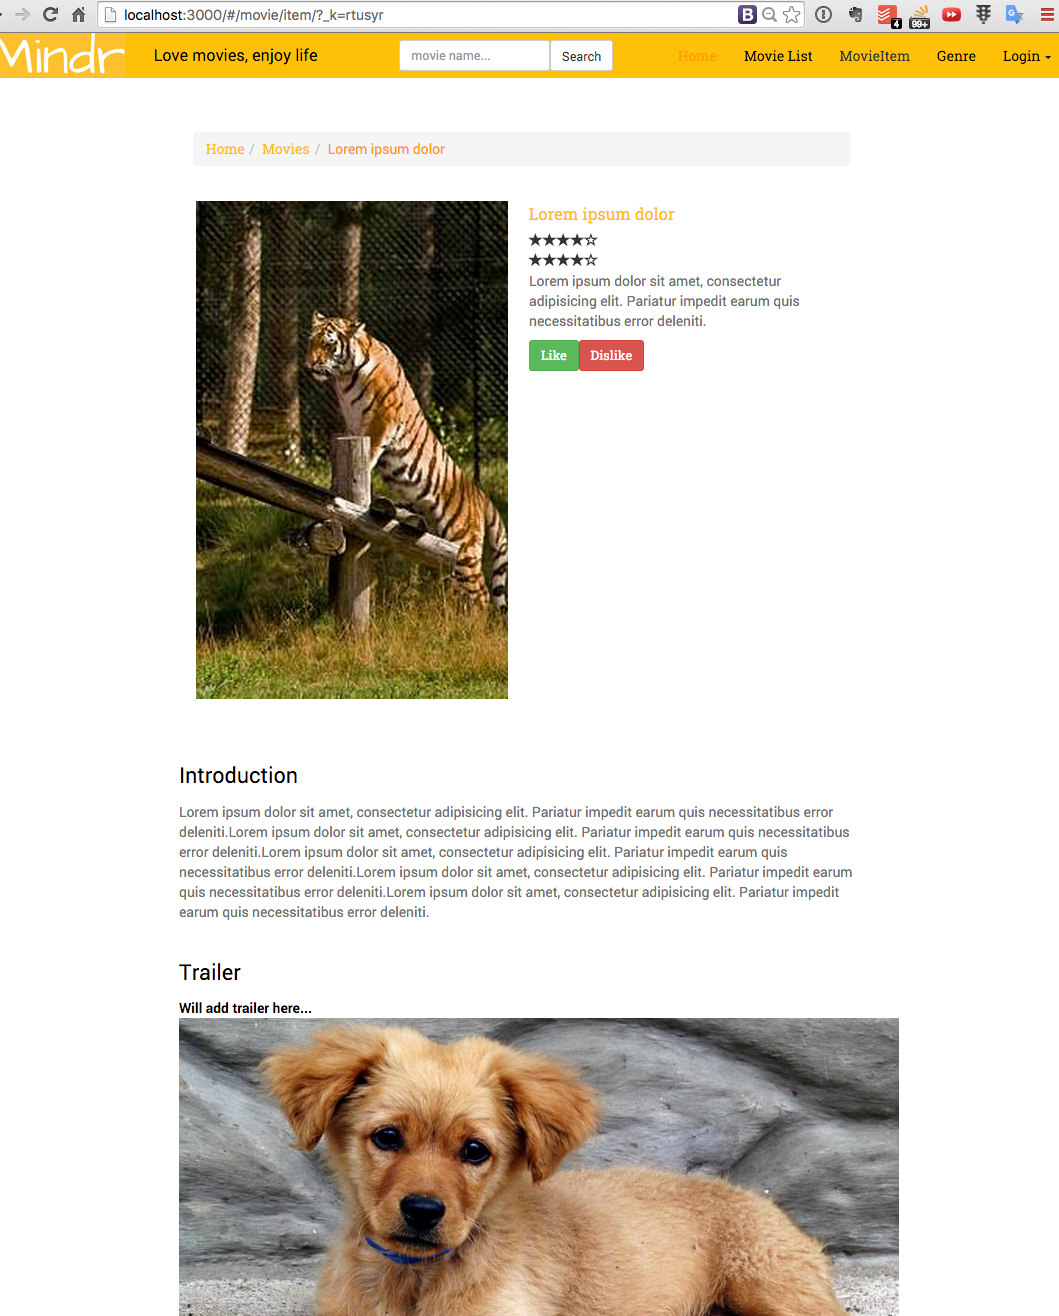 localhost:3000/#/movie/item/?_k=rtusyr
B
4
99+
Mindr
Love movies, enjoy life
movie name...
Search
Home
Movie List
MovieItem
Genre
Login
Home / Movies / Lorem ipsum dolor
Lorem ipsum dolor
★★★★☆
★★★★☆
Lorem ipsum dolor sit amet, consectetur
adipisicing elit. Pariatur impedit earum quis
necessitatibus error deleniti.
Like
Dislike
Introduction
Lorem ipsum dolor sit amet, consectetur adipisicing elit. Pariatur impedit earum quis necessitatibus error
deleniti.Lorem ipsum dolor sit amet, consectetur adipisicing elit. Pariatur impedit earum quis necessitatibus
error deleniti.Lorem ipsum dolor sit amet, consectetur adipisicing elit. Pariatur impedit earum quis
necessitatibus error deleniti.Lorem ipsum dolor sit amet, consectetur adipisicing elit. Pariatur impedit earum
quis necessitatibus error deleniti.Lorem ipsum dolor sit amet, consectetur adipisicing elit. Pariatur impedit
earum quis necessitatibus error deleniti.
Trailer
Will add trailer here...